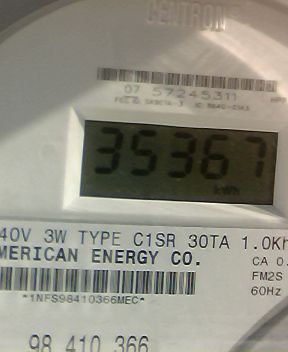 CENTRON
07 57245311
35367
kWh
40V 3W TYPE C1SR 30TA 1.0Kh
MERICAN ENERGY CO.
CA 0.
FM2S
60Hz
*1NFS98410366MEC*
98 410 366